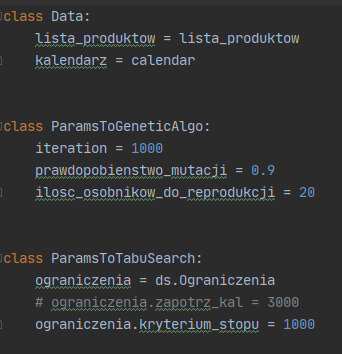 class Data:
    lista_produktow = lista_produktow
    kalendarz = calendar
class ParamsToGeneticAlgo:
    iteration = 1000
    prawdopobienstwo_mutacji = 0.9
    ilosc_osobnikow_do_reprodukcji = 20
class ParamsToTabuSearch:
    ograniczenia = ds.Ograniczenia
    # ograniczenia.zapotrz_kal = 3000
    ograniczenia.kryterium_stopu = 1000